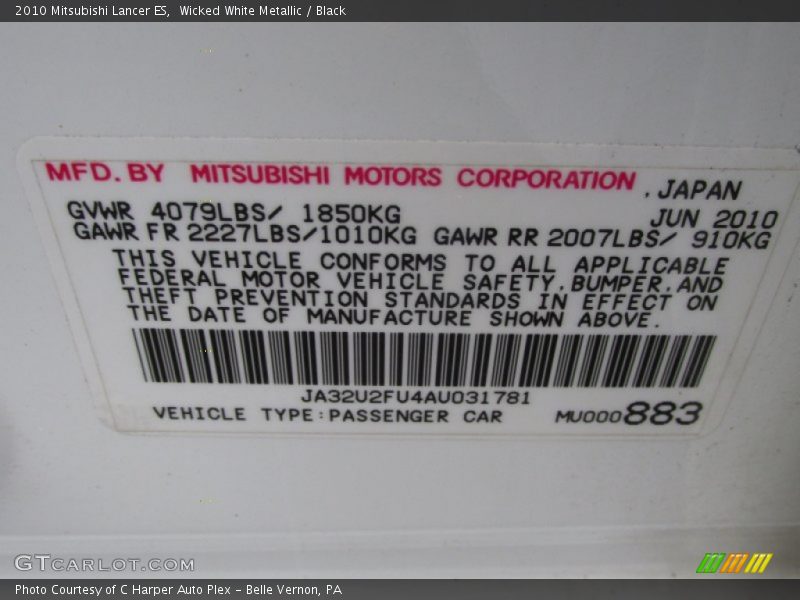 2010 Mitsubishi Lancer ES,  Wicked White Metallic / Black
MFD. BY MITSUBISHI MOTORS CORPORATION , JAPAN
GVWR 4079LBS/ 1850KG JUN 2010
GAWR FR 2227LBS/1010KG GAWR RR 2007LBS/ 910KG
THIS VEHICLE CONFORMS TO ALL APPLICABLE
FEDERAL MOTOR VEHICLE SAFETY,BUMPER,AND
THEFT PREVENTION STANDARDS IN EFFECT ON
THE DATE OF MANUFACTURE SHOWN ABOVE.
JA32U2FU4AU031781
VEHICLE TYPE:PASSENGER CAR MU000883
GTCARLOT.COM
Photo Courtesy of C Harper Auto Plex – Belle Vernon, PA